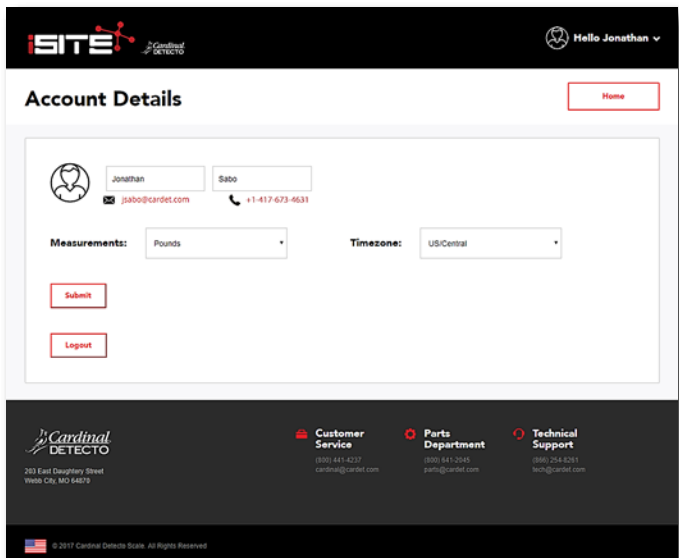 iSITE
Cardinal
DETECTO
Hello Jonathan
Account Details
Home
Jonathan
Sabo
jsabo@cardet.com
+1-417-673-4631
Measurements:
Pounds
Timezone:
US/Central
Submit
Logout
Cardinal
DETECTO
203 East Daughtery Street
Webb City, MO 64870
Customer
Service
(800) 441-4237
cardinal@cardet.com
Parts
Department
(800) 641-2045
parts@cardet.com
Technical
Support
(866) 254-8261
tech@cardet.com
© 2017 Cardinal Detecto Scale. All Rights Reserved